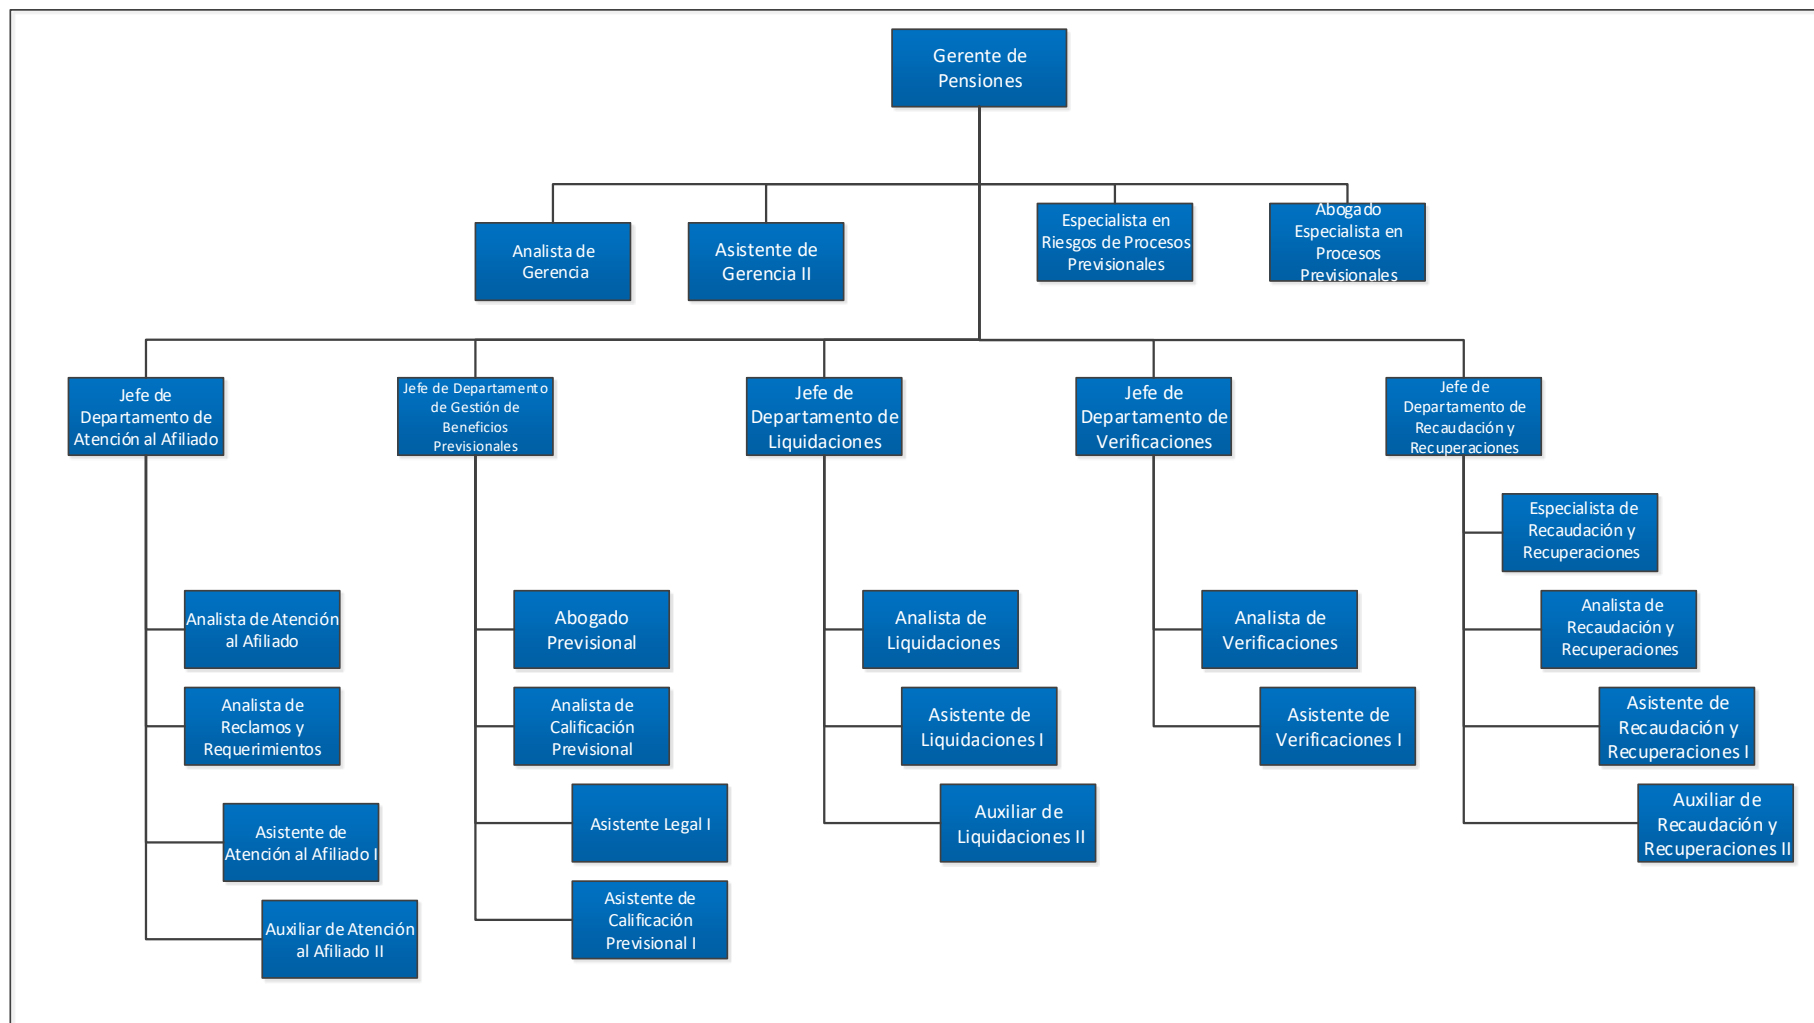 Gerente de
Pensiones
Analista de
Gerencia
Asistente de
Gerencia II
Especialista en
Riesgos de Procesos
Previsionales
Abogado
Especialista en
Procesos
Previsionales
Jefe de
Departamento de
Atención al Afiliado
Jefe de Departamento
de Gestión de
Beneficios
Previsionales
Jefe de
Departamento de
Liquidaciones
Jefe de
Departamento de
Verificaciones
Jefe de
Departamento de
Recaudación y
Recuperaciones
Analista de Atención
al Afiliado
Analista de
Reclamos y
Requerimientos
Asistente de
Atención al Afiliado I
Auxiliar de Atención
al Afiliado II
Abogado
Previsional
Analista de
Calificación
Previsional
Asistente Legal I
Asistente de
Calificación
Previsional I
Analista de
Liquidaciones
Asistente de
Liquidaciones I
Auxiliar de
Liquidaciones II
Analista de
Verificaciones
Asistente de
Verificaciones I
Especialista de
Recaudación y
Recuperaciones
Analista de
Recaudación y
Recuperaciones
Asistente de
Recaudación y
Recuperaciones I
Auxiliar de
Recaudación y
Recuperaciones II